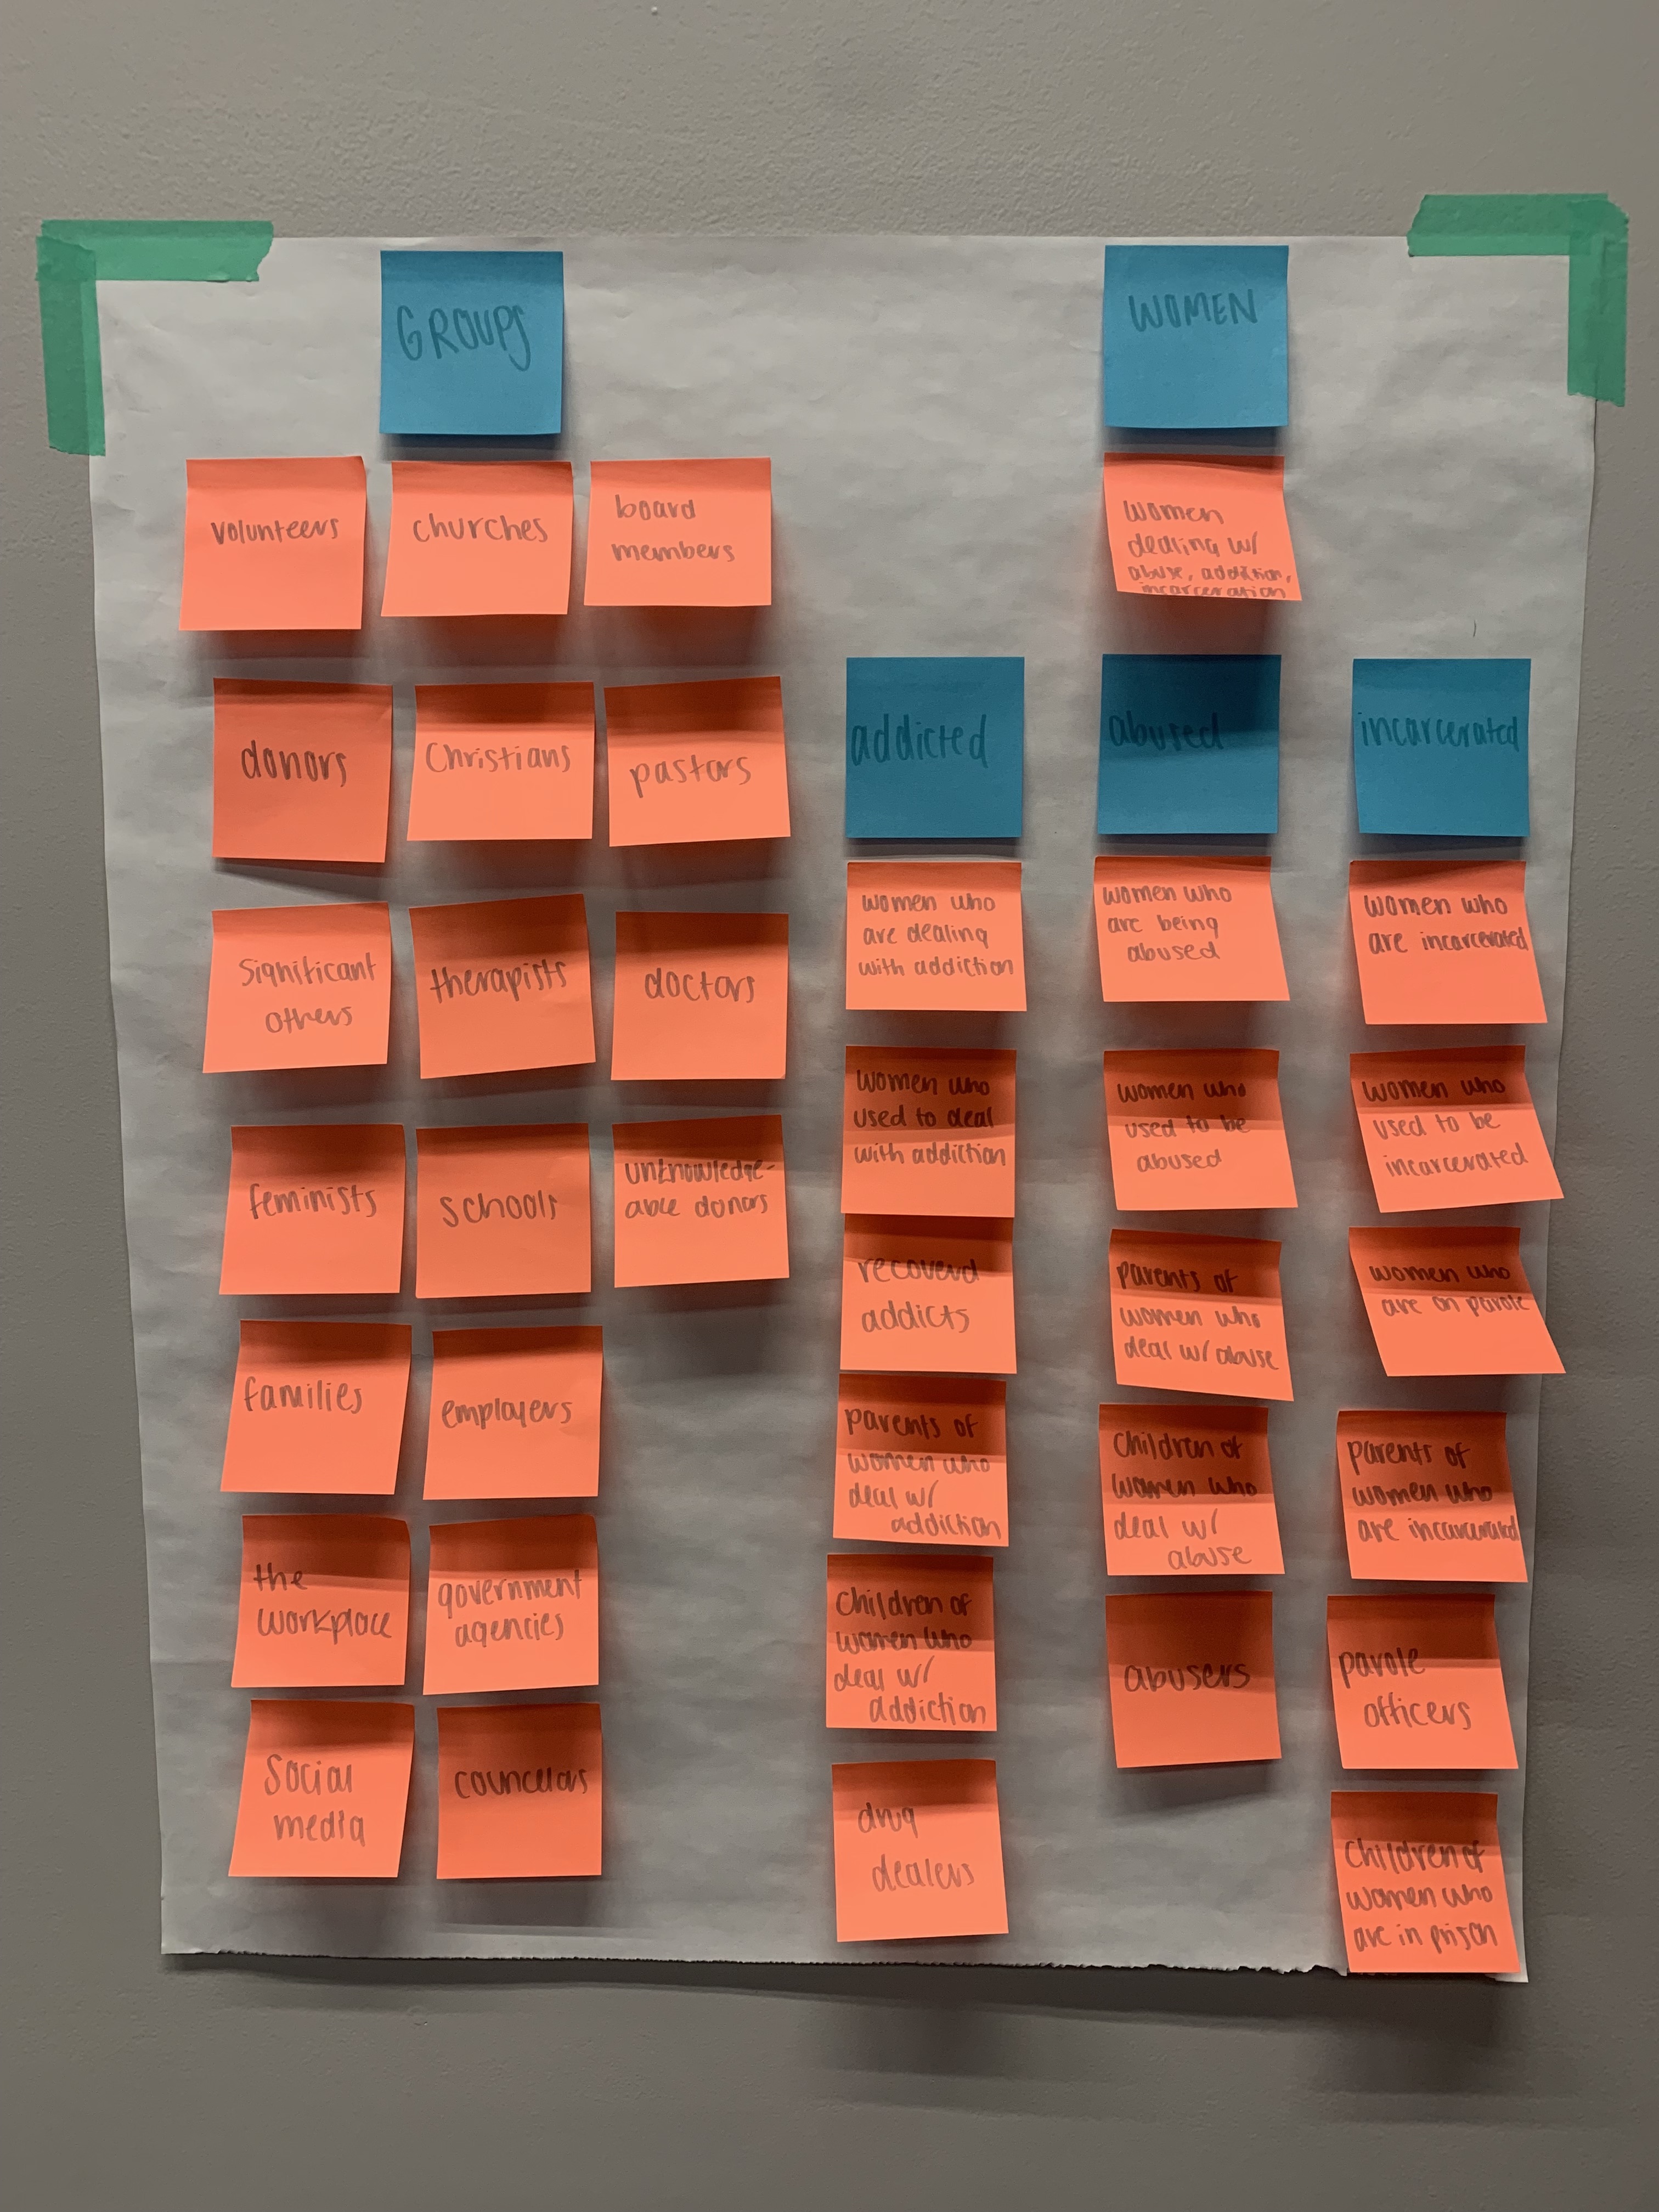 GROUPS
volunteers
churches
board
members
donors
Christians
pastors
significant
others
therapists
doctors
feminists
schools
unknowledge-
able donors
families
employers
the
workplace
government
agencies
social
media
councelors
WOMEN
women
dealing w/
abuse, addiction,
incarceration
addicted
women who
are dealing
with addiction
women who
used to deal
with addiction
recoverd
addicts
parents of
women who
deal w/
addiction
children of
women who
deal w/
addiction
drug
dealers
abused
women who
are being
abused
women who
used to be
abused
parents of
women who
deal w/ abuse
children of
women who
deal w/
abuse
abusers
incarcerated
women who
are incarcerated
women who
used to be
incarcerated
women who
are on parole
parents of
women who
are incarcerated
parole
officers
children of
women who
are in prison